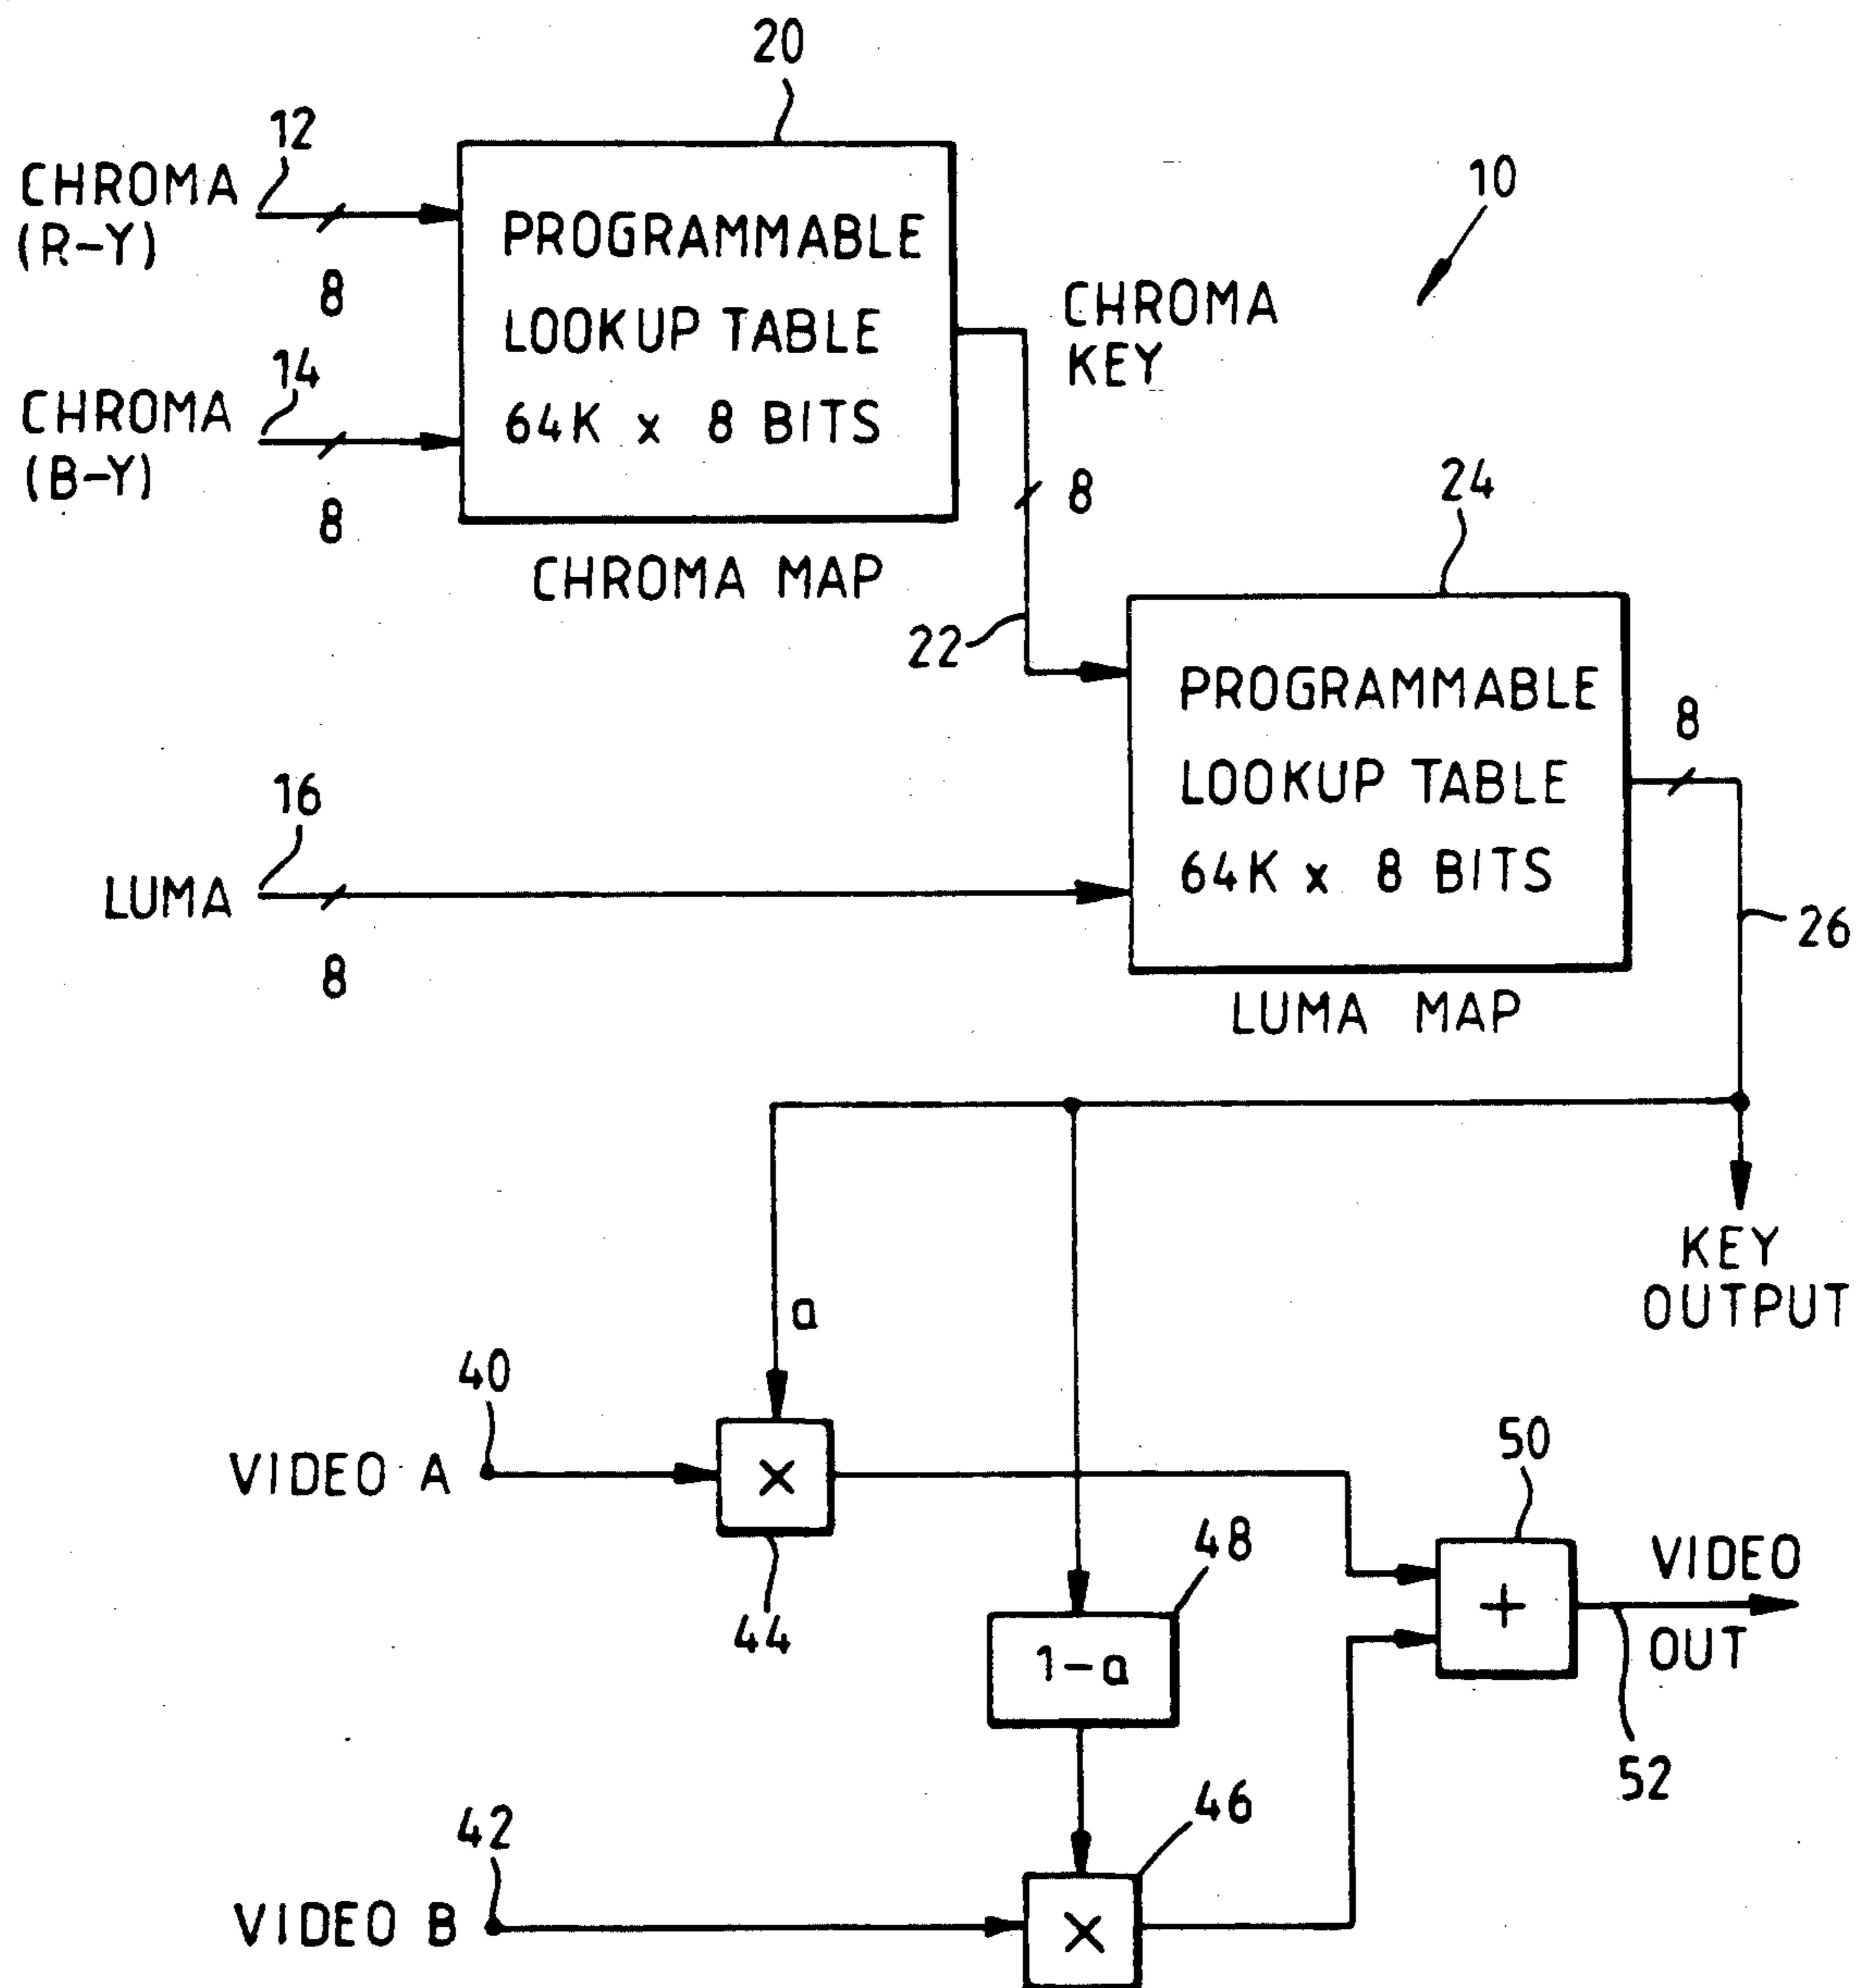 20
12
CHROMA
(R-Y)
8
PROGRAMMABLE
LOOKUP TABLE
64K x 8 BITS
CHROMA MAP
14
CHROMA
(B-Y)
8
10
CHROMA
KEY
8
22
24
PROGRAMMABLE
LOOKUP TABLE
64K x 8 BITS
LUMA MAP
16
LUMA
8
8
26
KEY
OUTPUT
a
40
VIDEO A
X
44
48
1-a
50
+
VIDEO
OUT
52
42
VIDEO B
46
X